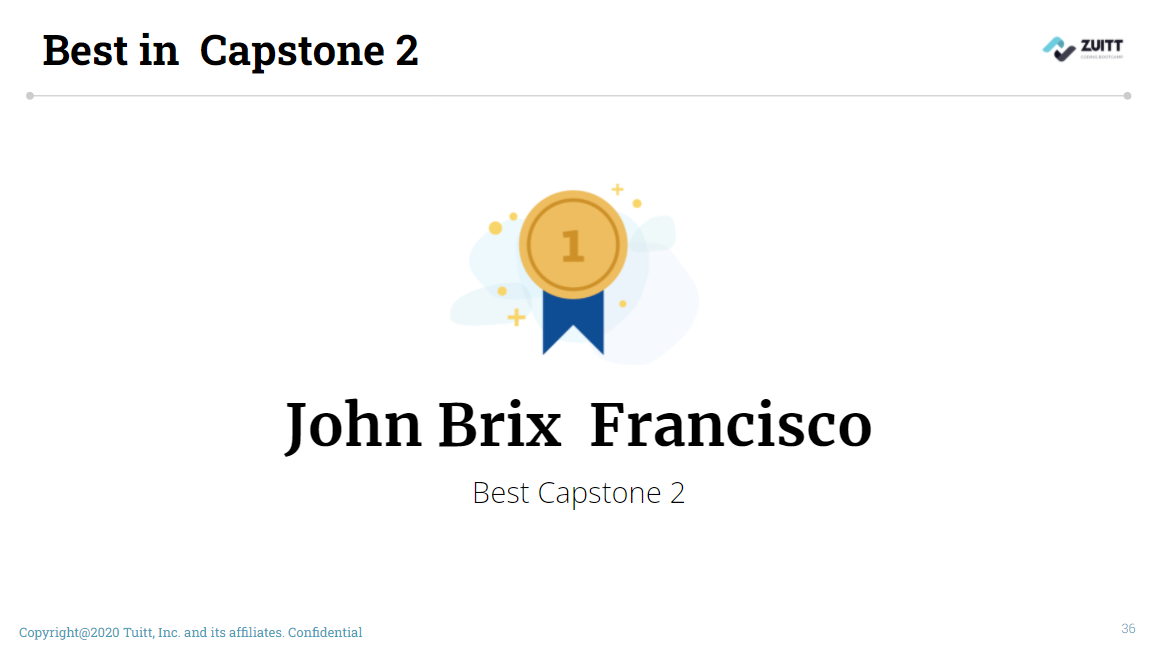 Best in  Capstone 2
ZUITT
CODING BOOTCAMP
1
John Brix  Francisco
Best Capstone 2
Copyright@2020 Tuitt, Inc. and its affiliates. Confidential
36